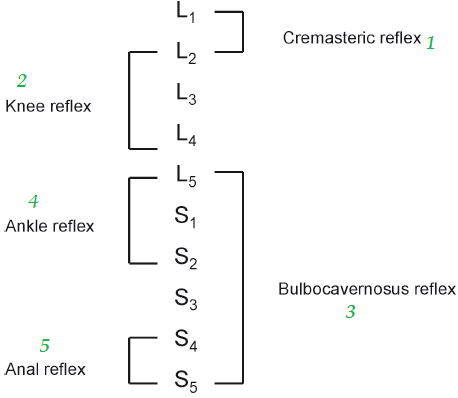 L₁
Cremasteric reflex 1
L₂
2
L₃
Knee reflex
L₄
L₅
4
S₁
Ankle reflex
S₂
S₃
Bulbocavernosus reflex
3
S₄
5
Anal reflex
S₅